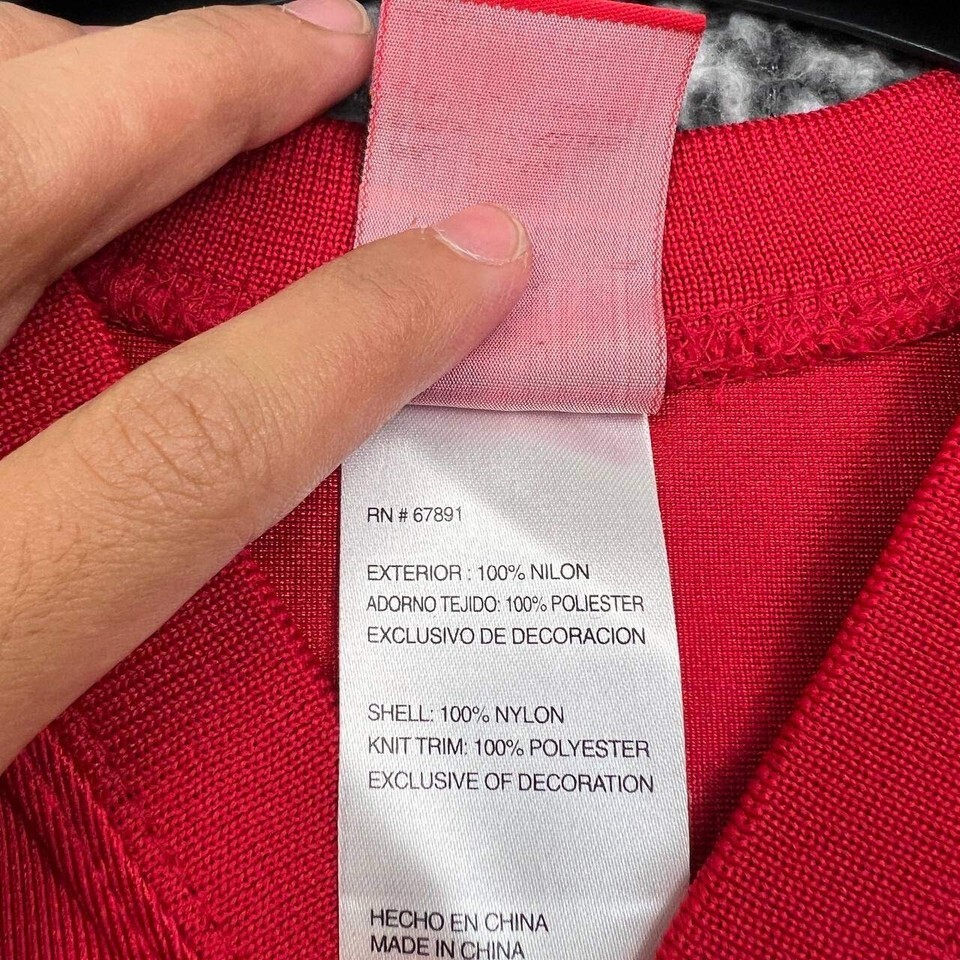 RN # 67891
EXTERIOR : 100% NILON
ADORNO TEJIDO: 100% POLIESTER
EXCLUSIVO DE DECORACION
SHELL: 100% NYLON
KNIT TRIM: 100% POLYESTER
EXCLUSIVE OF DECORATION
HECHO EN CHINA
MADE IN CHINA